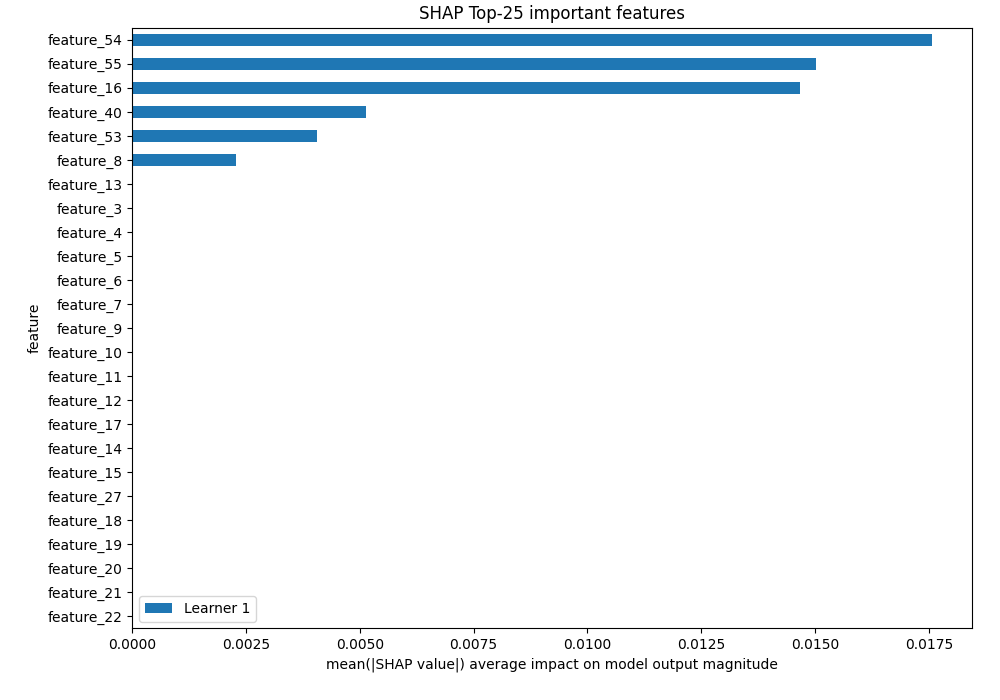 SHAP Top-25 important features
feature_54
feature_55
feature_16
feature_40
feature_53
feature_8
feature_13
feature_3
feature_4
feature_5
feature_6
feature_7
feature_9
feature_10
feature_11
feature_12
feature_17
feature_14
feature_15
feature_27
feature_18
feature_19
feature_20
feature_21
feature_22
feature
Learner 1
0.0000 0.0025 0.0050 0.0075 0.0100 0.0125 0.0150 0.0175
mean(|SHAP value|) average impact on model output magnitude